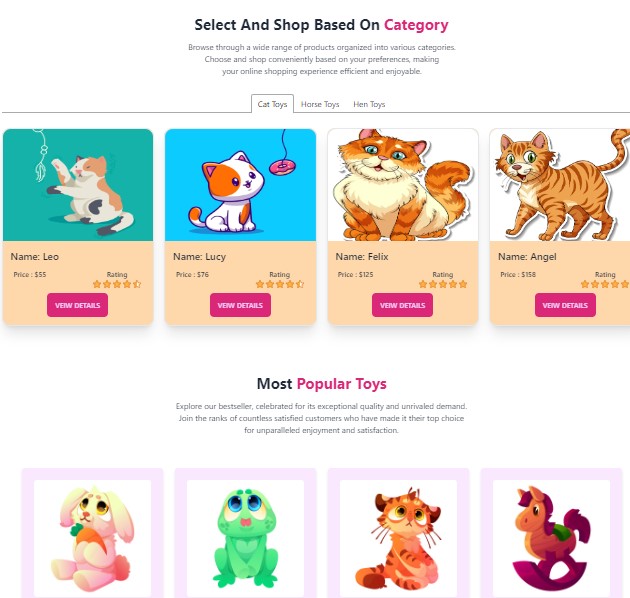 Select And Shop Based On Category
Browse through a wide range of products organized into various categories.
Choose and shop conveniently based on your preferences, making
your online shopping experience efficient and enjoyable.
Cat Toys Horse Toys Hen Toys
Name: Leo
Price : $55
Rating
VEIW DETAILS
Name: Lucy
Price : $76
Rating
VEIW DETAILS
Name: Felix
Price : $125
Rating
VEIW DETAILS
Name: Angel
Price : $158
Rating
VEIW DETAILS
Most Popular Toys
Explore our bestseller, celebrated for its exceptional quality and unrivaled demand.
Join the ranks of countless satisfied customers who have made it their top choice
for unparalleled enjoyment and satisfaction.